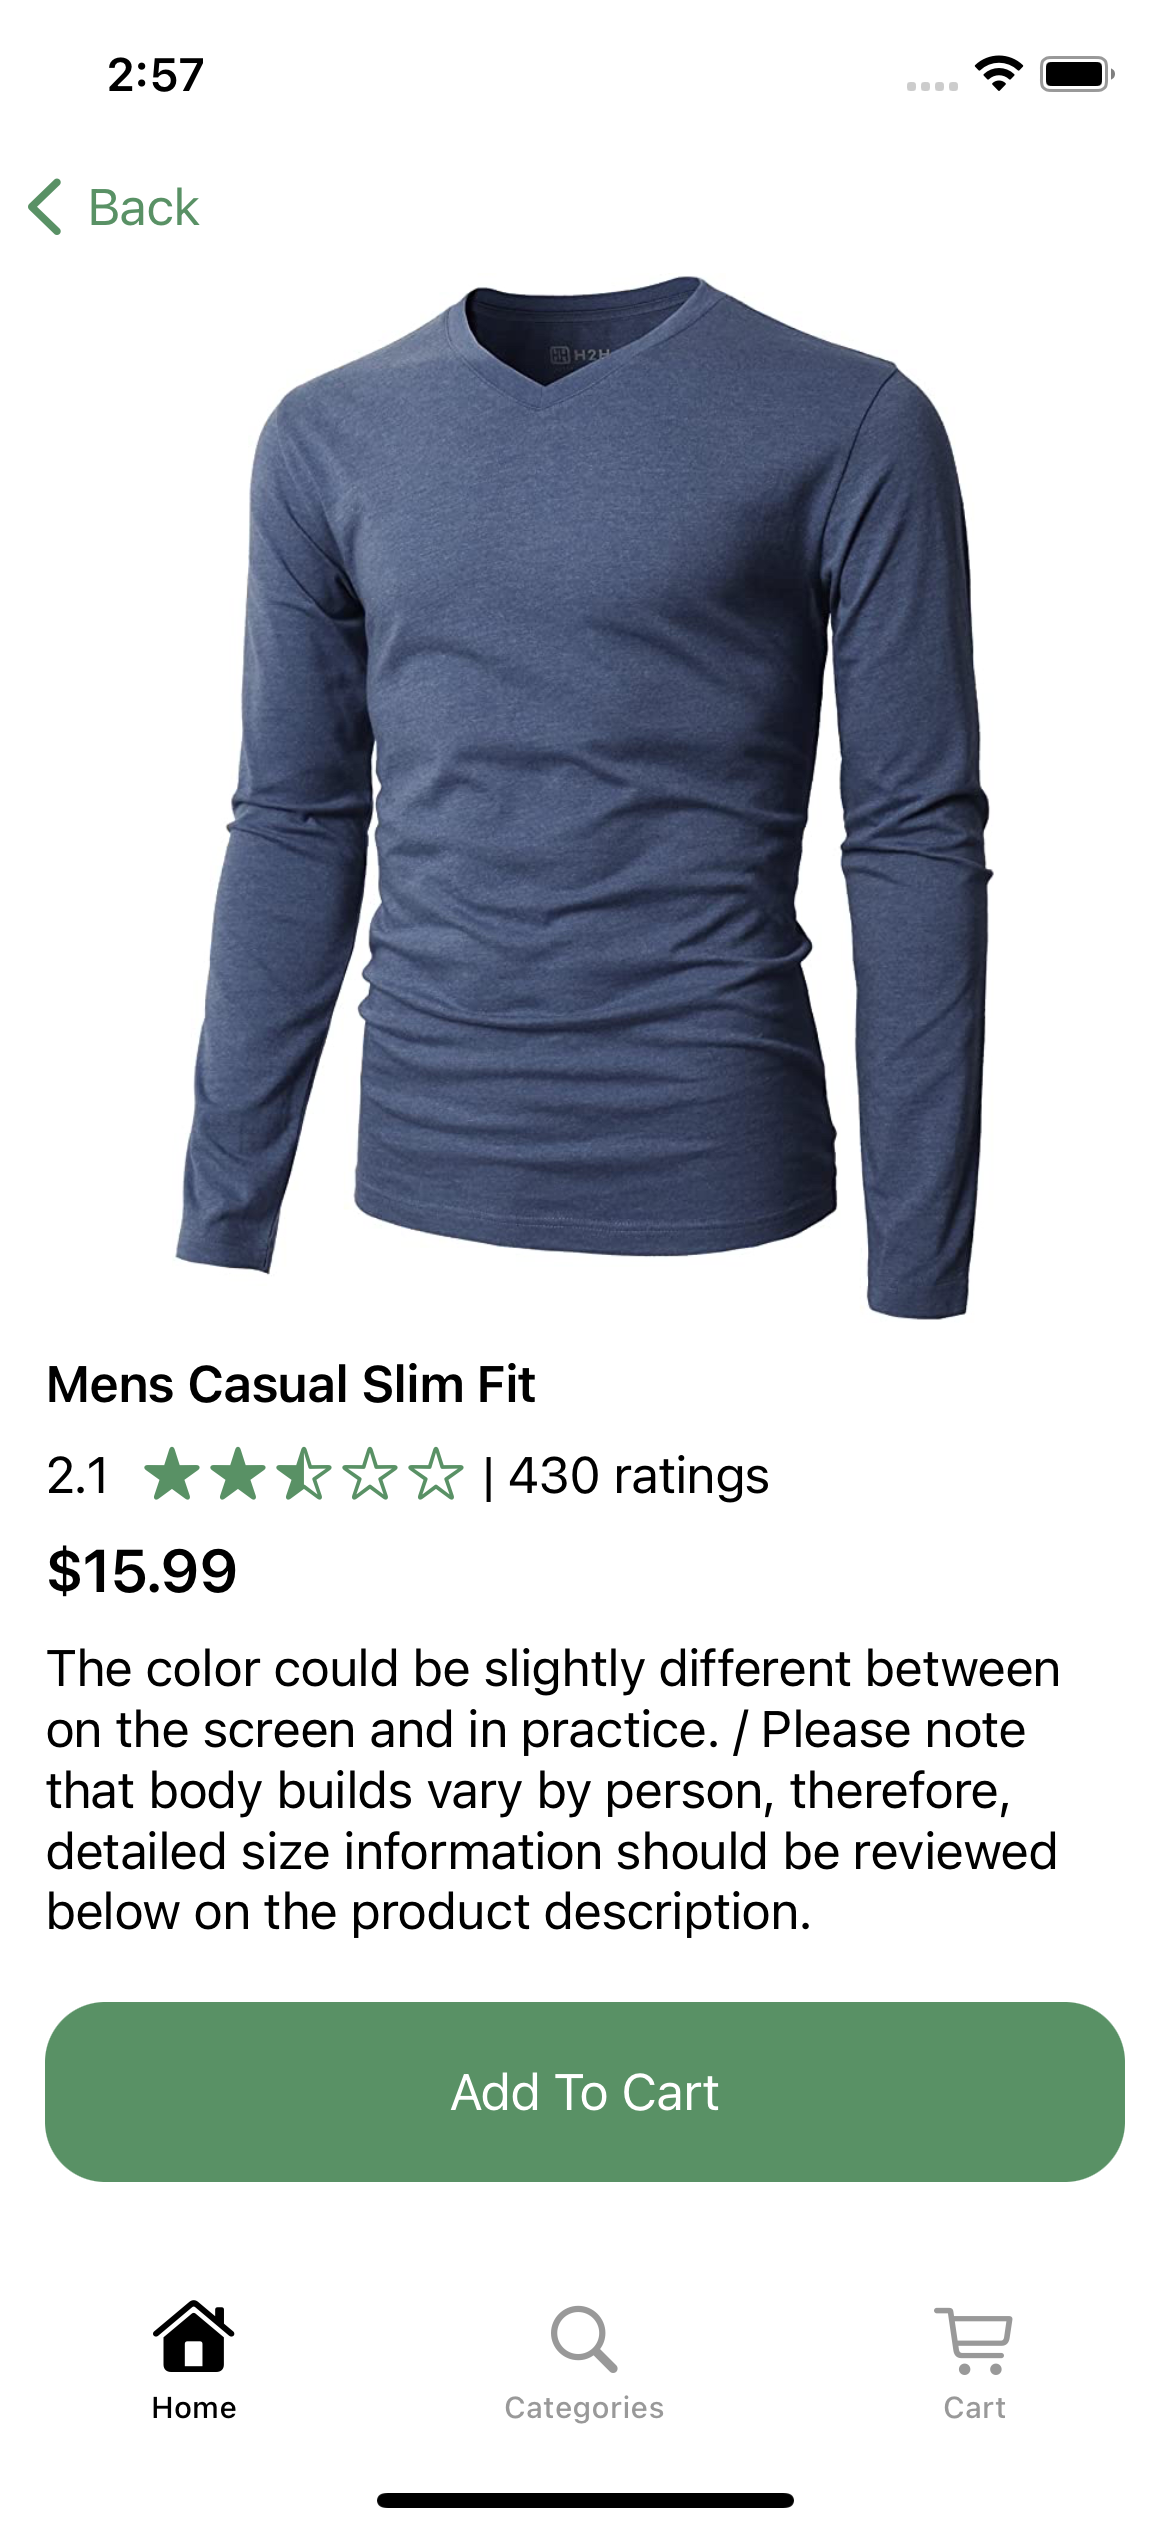 2:57
Back
H2H
Mens Casual Slim Fit
2.1 | 430 ratings
$15.99
The color could be slightly different between
on the screen and in practice. / Please note
that body builds vary by person, therefore,
detailed size information should be reviewed
below on the product description.
Add To Cart
Home
Categories
Cart